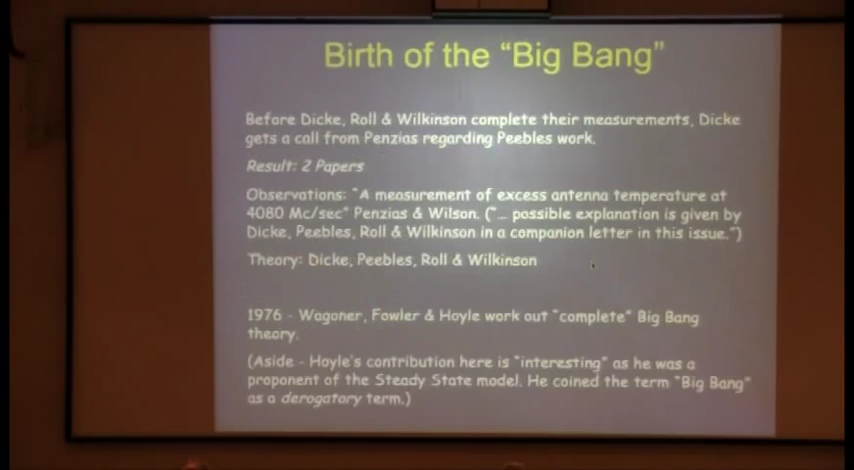 Birth of the “Big Bang”
Before Dicke, Roll & Wilkinson complete their measurements, Dicke
gets a call from Penzias regarding Peebles work.
Result: 2 Papers
Observations: “A measurement of excess antenna temperature at
4080 Mc/sec” Penzias & Wilson. (“… possible explanation is given by
Dicke, Peebles, Roll & Wilkinson in a companion letter in this issue.”)
Theory: Dicke, Peebles, Roll & Wilkinson
1976 - Wagoner, Fowler & Hoyle work out “complete” Big Bang
theory.
(Aside - Hoyle's contribution here is “interesting” as he was a
proponent of the Steady State model. He coined the term “Big Bang”
as a derogatory term.)